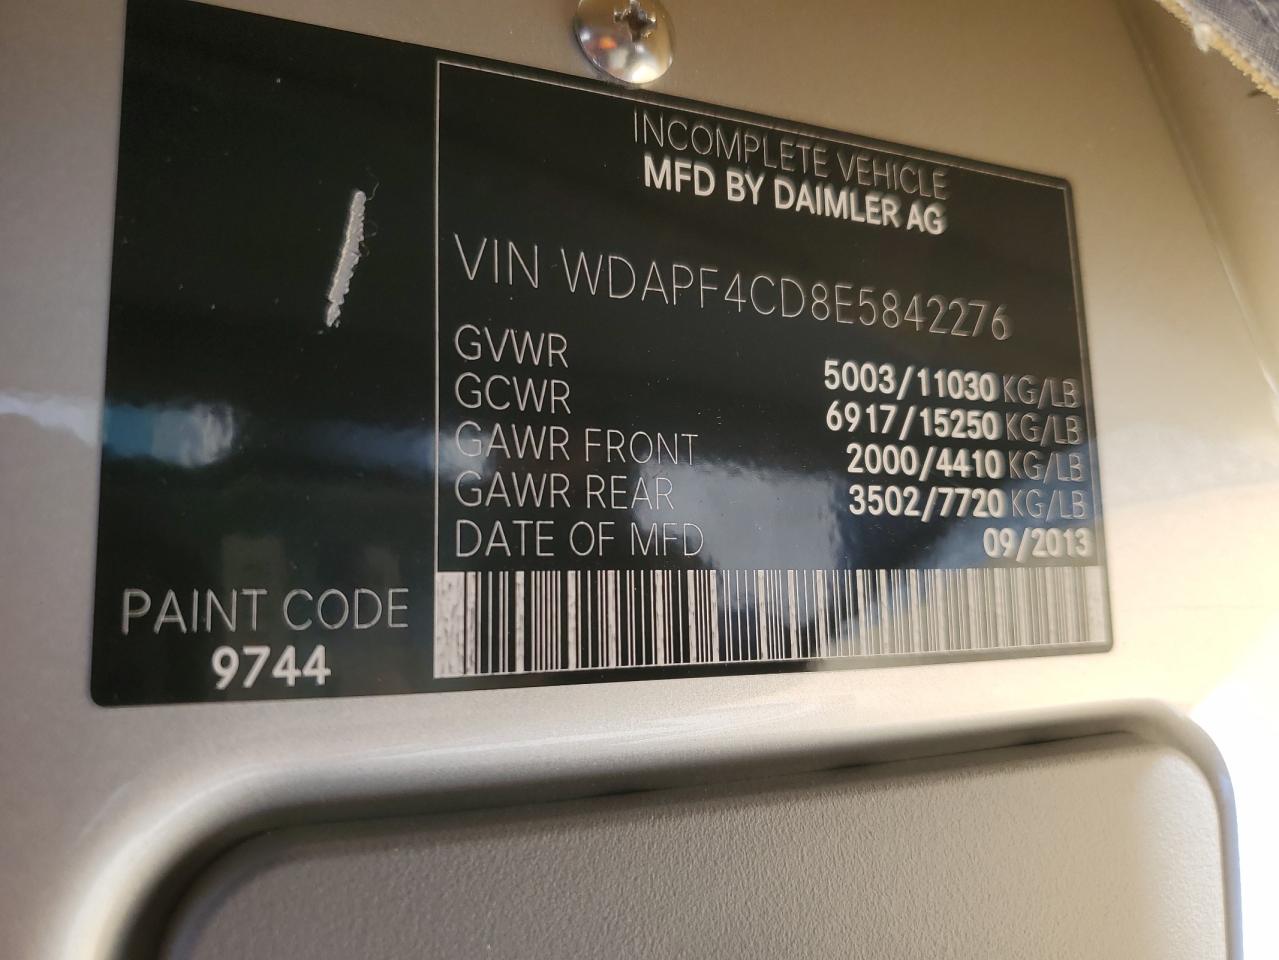 INCOMPLETE VEHICLE
MFD BY DAIMLER AG
VIN WDAPF4CD8E5842276
GVWR 5003/11030 KG/LB
GCWR 6917/15250 KG/LB
GAWR FRONT 2000/4410 KG/LB
GAWR REAR 3502/7720 KG/LB
DATE OF MFD 09/2013
PAINT CODE
9744